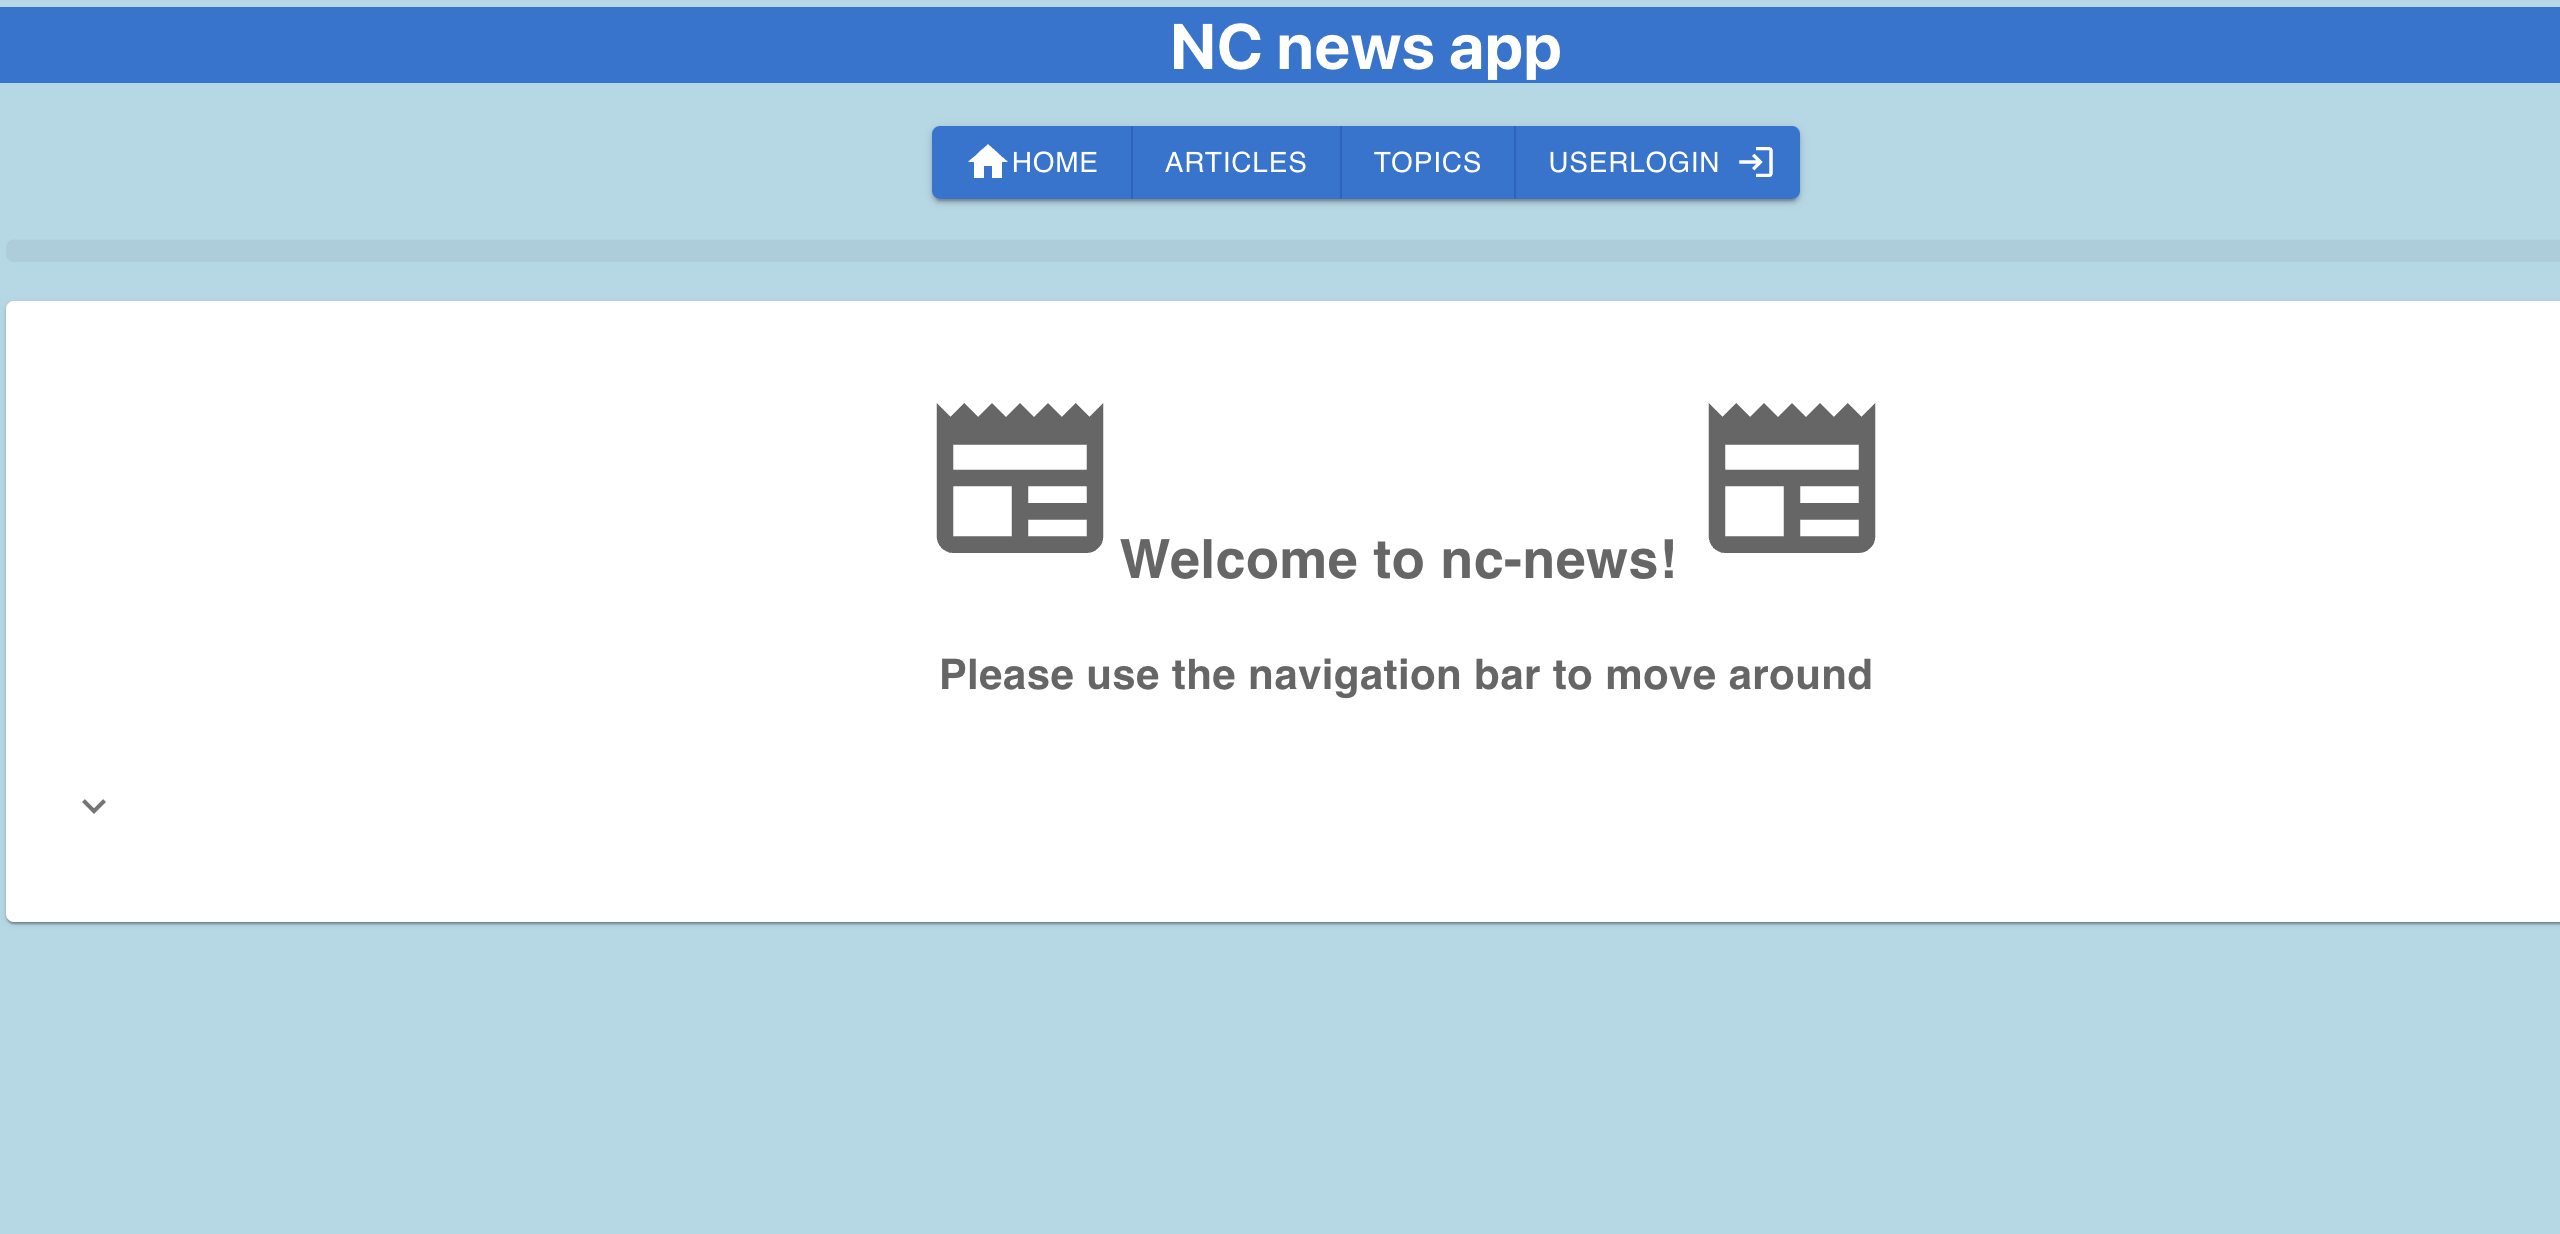 NC news app
HOME ARTICLES TOPICS USERLOGIN
Welcome to nc-news!
Please use the navigation bar to move around